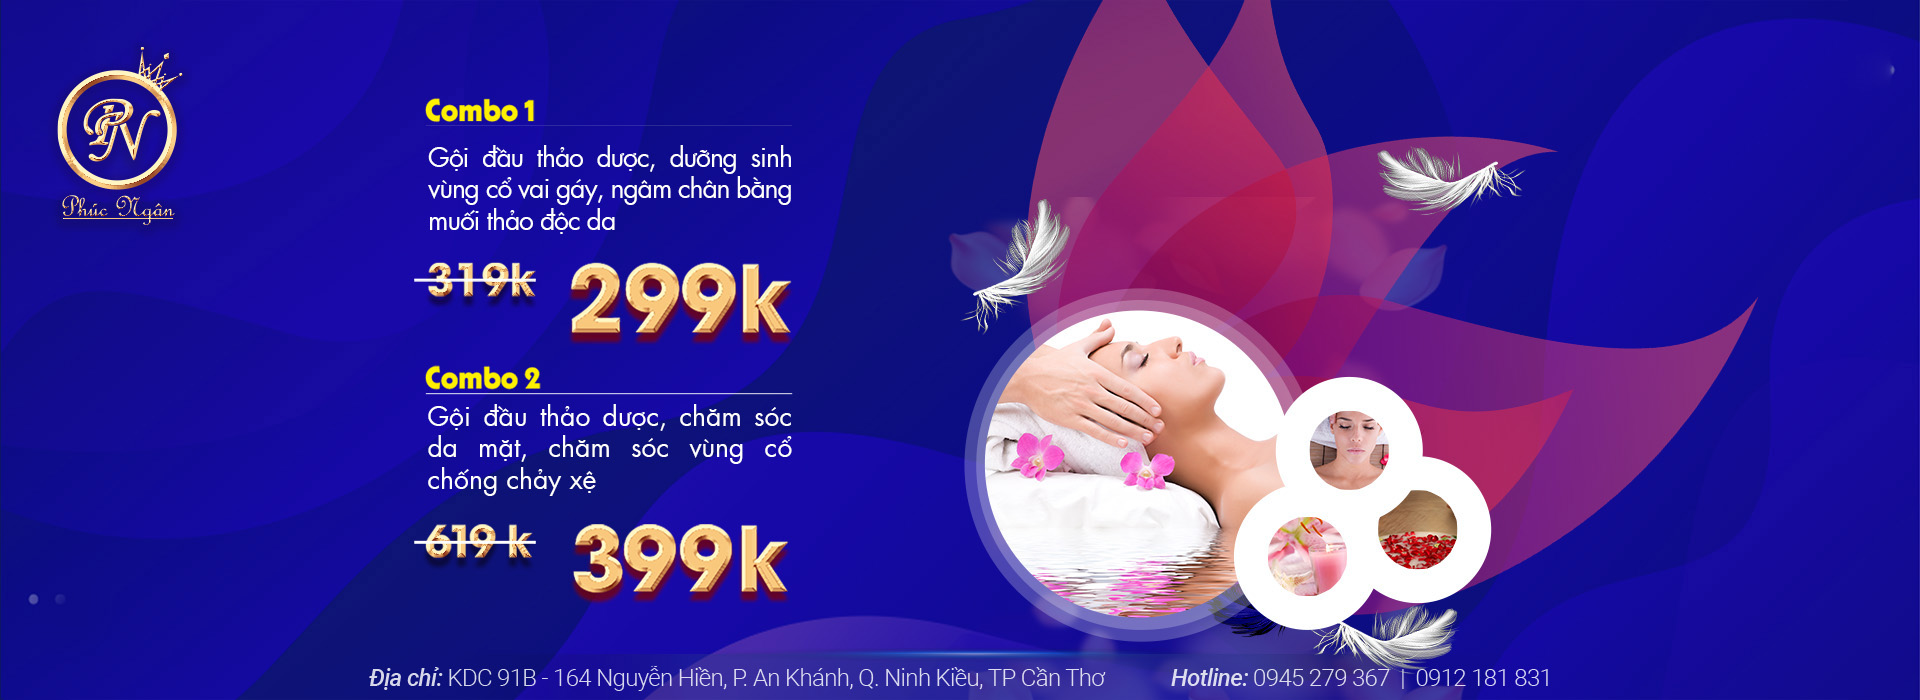 PN
Phúc Ngân
Combo 1
Gội đầu thảo dược, dưỡng sinh
vùng cổ vai gáy, ngâm chân bằng
muối thảo độc da
319k 299k
Combo 2
Gội đầu thảo dược, chăm sóc
da mặt, chăm sóc vùng cổ
chống chảy xệ
619 k 399k
Địa chỉ: KDC 91B - 164 Nguyễn Hiền, P. An Khánh, Q. Ninh Kiều, TP Cần Thơ Hotline: 0945 279 367 | 0912 181 831